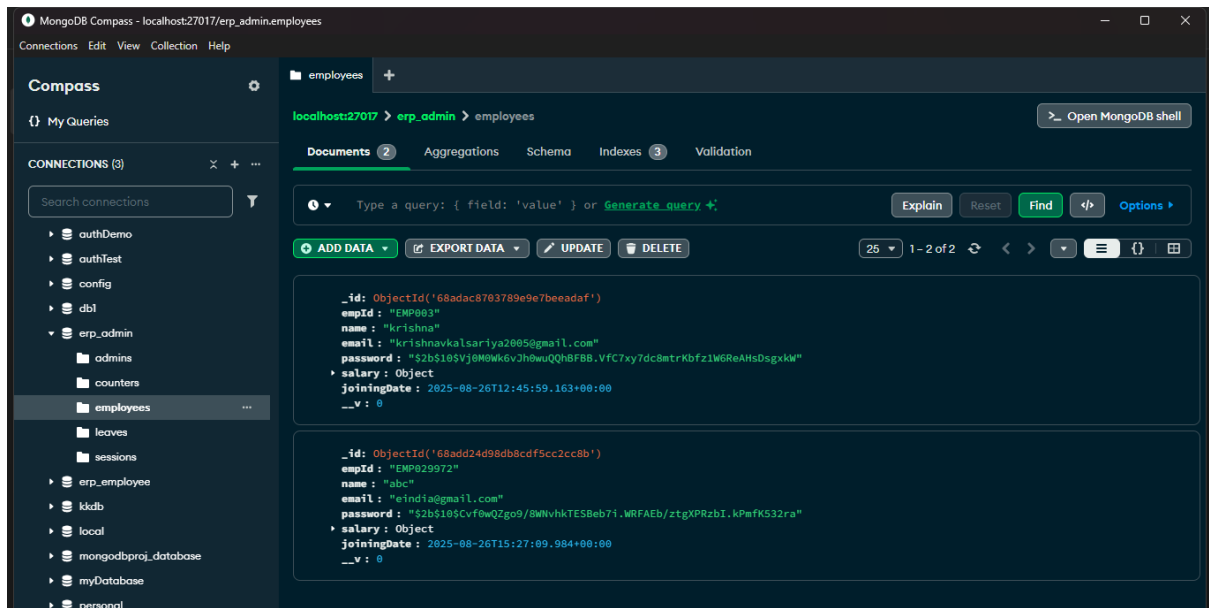 MongoDB Compass - localhost:27017/erp_admin.employees
Connections Edit View Collection Help
Compass
{} My Queries
CONNECTIONS (3)
Search connections
authDemo
authTest
config
db1
erp_admin
admins
counters
employees
leaves
sessions
erp_employee
kkdb
local
mongodbproj_database
myDatabase
personal
employees
localhost:27017 > erp_admin > employees
>_ Open MongoDB shell
Documents 2 Aggregations Schema Indexes 3 Validation
Type a query: { field: 'value' } or Generate query
Explain Reset Find </> Options
ADD DATA EXPORT DATA UPDATE DELETE
25 1 – 2 of 2 {}
_id: ObjectId('68adac8703789e9e7beeadaf')
empId : "EMP003"
name : "krishna"
email : "krishnavkalsariya2005@gmail.com"
password : "$2b$10$Vj0M0Wk6vJh0wuQQhBFBB.VfC7xy7dc8mtrKbfz1W6ReAHsDsgxkW"
salary : Object
joiningDate : 2025-08-26T12:45:59.163+00:00
__v : 0
_id: ObjectId('68add24d98db8cdf5cc2cc8b')
empId : "EMP029972"
name : "abc"
email : "eindia@gmail.com"
password : "$2b$10$Cvf0wQZgo9/8WNvhkTESBeb7i.WRFAEb/ztgXPRzbI.kPmfK532ra"
salary : Object
joiningDate : 2025-08-26T15:27:09.984+00:00
__v : 0